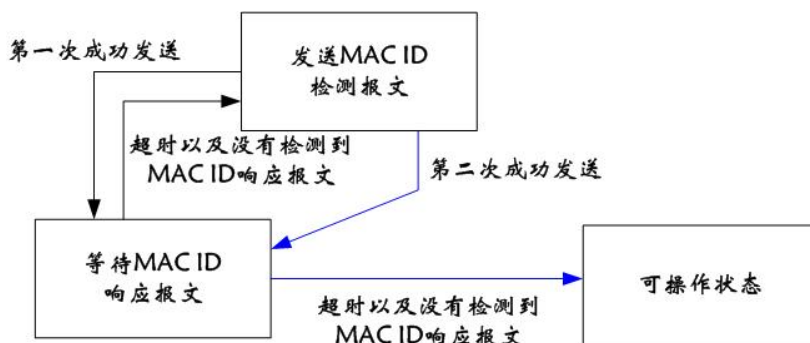 第一次成功发送
发送MAC ID
检测报文
超时以及没有检测到
MAC ID响应报文
第二次成功发送
等待MAC ID
响应报文
可操作状态
超时以及没有检测到
MAC ID响应报文